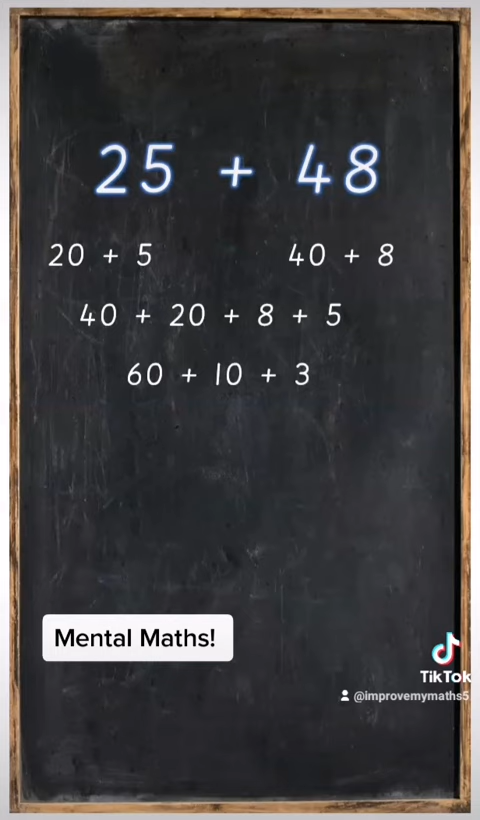 25 + 48
20 + 5 40 + 8
40 + 20 + 8 + 5
60 + 10 + 3
Mental Maths!
TikTok
@improvemymaths5